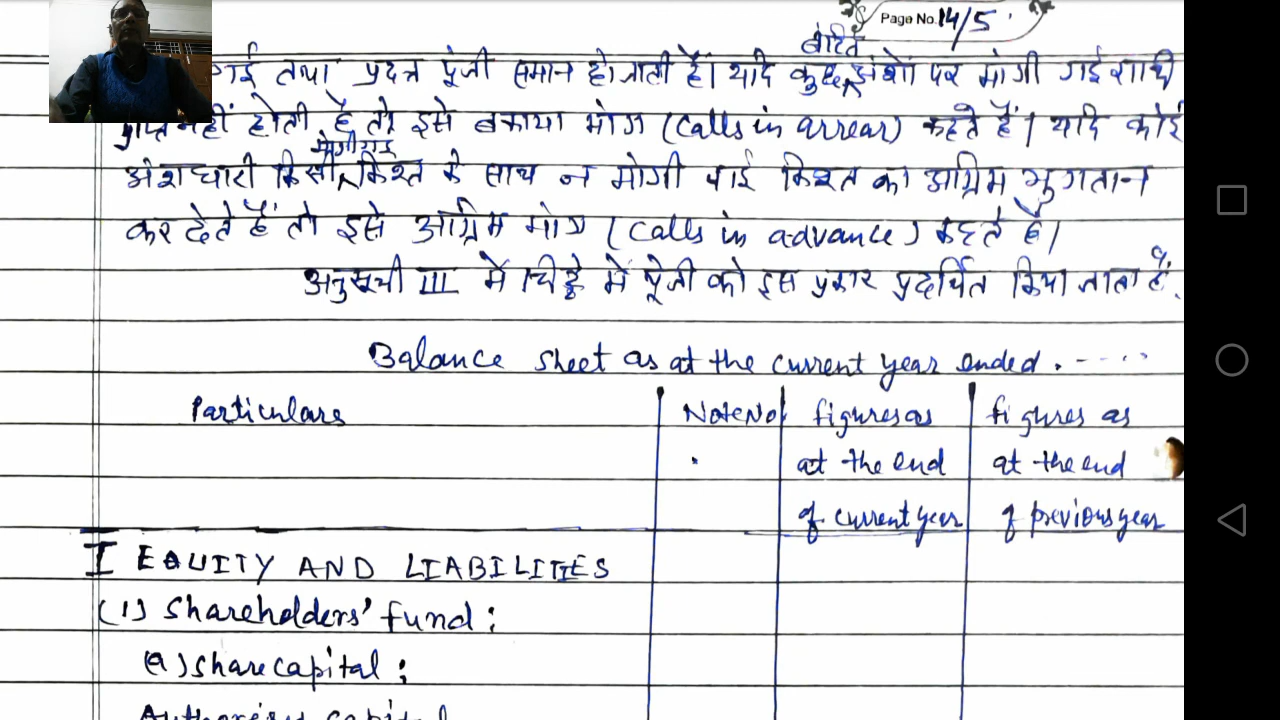 Page No. 14/5
बंटित
गई तथा प्रदत्त पूंजी समान हो जाती हैं। यदि कुछ अंशों पर मांगी गई राशी
प्राप्त नहीं होती है तो इसे बकाया मांग (calls in arrear) कहते हैं। यदि कोई
मांगी गई
अंशधारी किसी किश्त के साथ न मांगी गई किश्त का अग्रिम भुगतान
कर देते हैं तो इसे अग्रिम मांग (calls in advance) कहते हैं।
अनुसूची III में चिट्ठे में पूंजी को इस प्रकार प्रदर्शित किया जाता है.
Balance sheet as at the current year ended. .....
Particulars Note No. figures as at the end of current year figures as at the end of previous year
I EQUITY AND LIABILITIES
(1) Shareholders' fund:
(a) share capital: